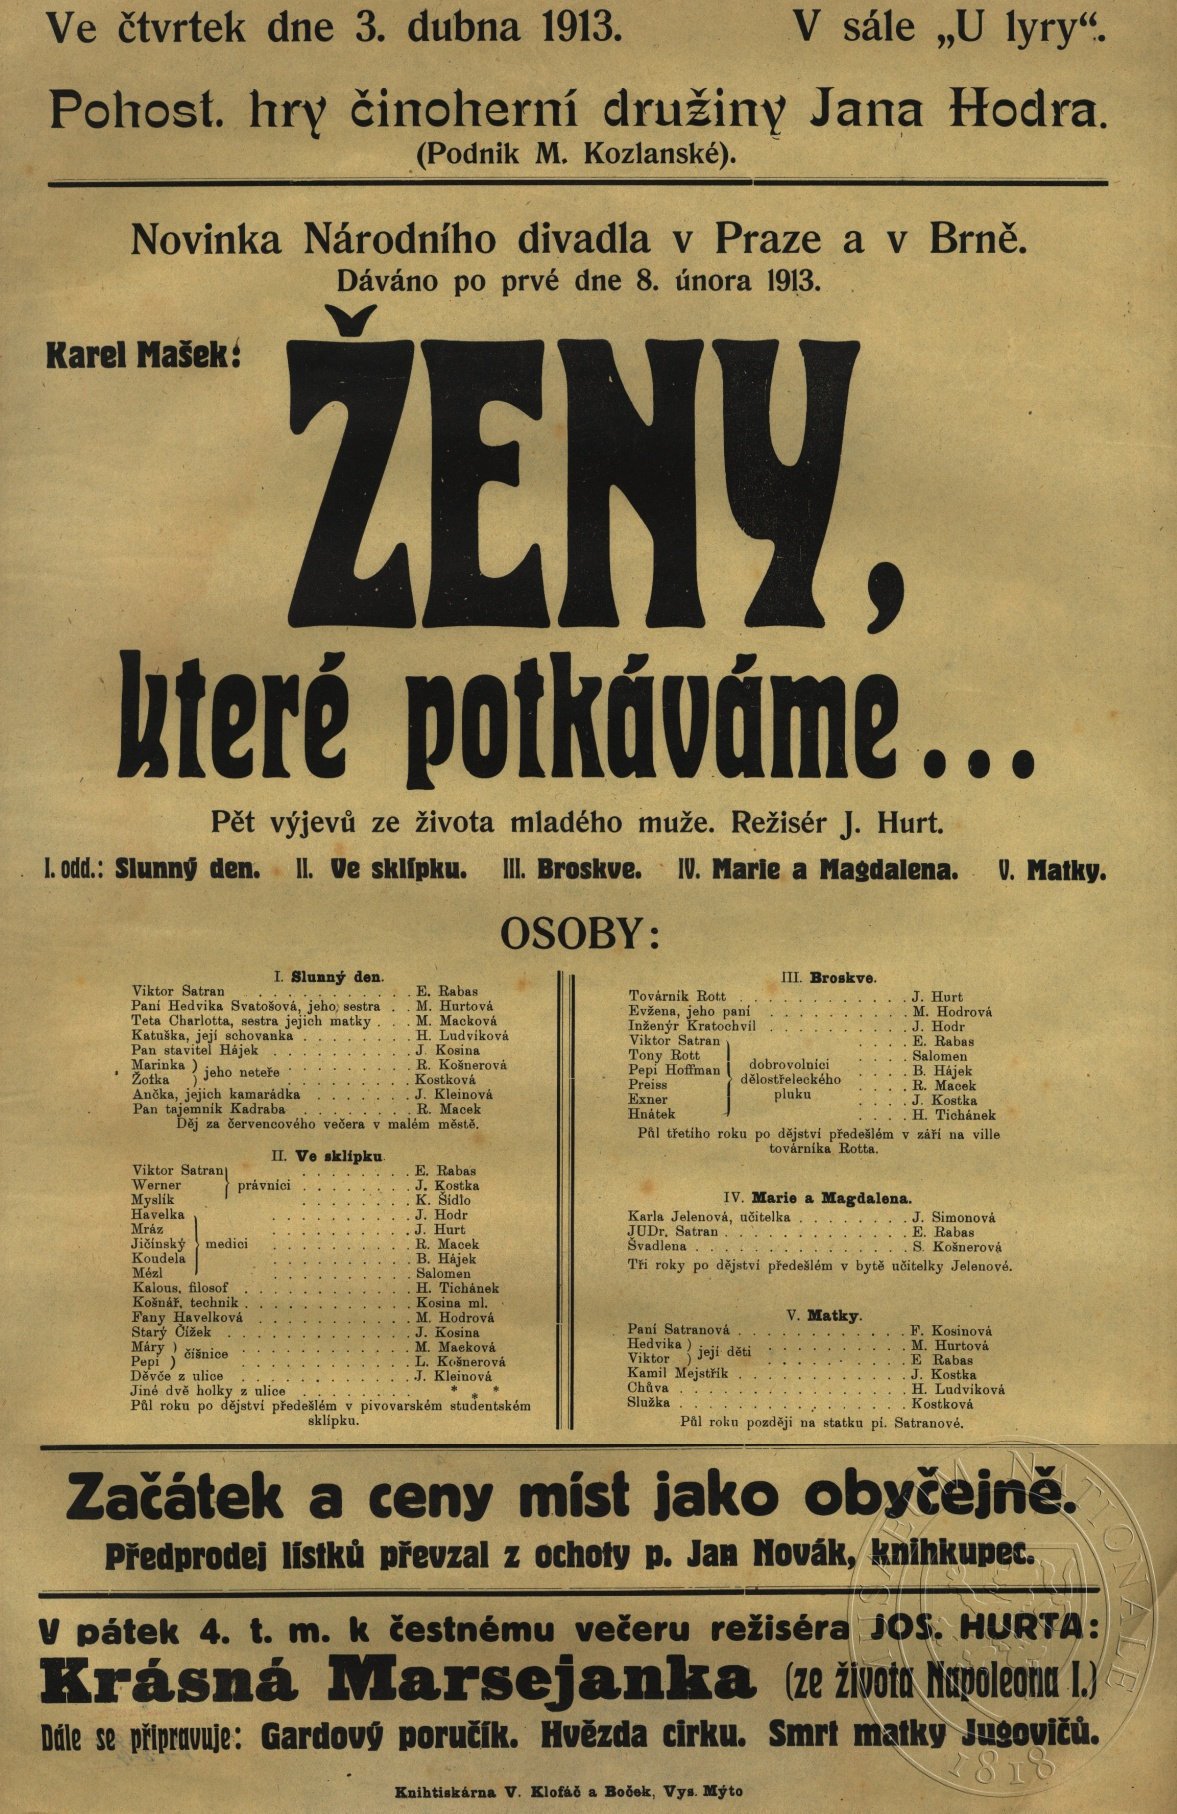 Ve čtvrtek dne 3. dubna 1913. V sále „U lyry“.
Pohost. hry činoherní družiny Jana Hodra.
(Podnik M. Kozlanské).
Novinka Národního divadla v Praze a v Brně.
Dáváno po prvé dne 8. února 1913.
Karel Mašek:
ŽENY,
které potkáváme...
Pět výjevů ze života mladého muže. Režisér J. Hurt.
I. odd.: Slunný den. II. Ve sklípku. III. Broskve. IV. Marie a Magdalena. V. Matky.
OSOBY:
I. Slunný den.
Viktor Satran . . . . . . . . . . . E. Rabas
Paní Hedvika Svatošová, jeho sestra . . M. Hurtová
Teta Charlotta, sestra jejich matky . . . M. Macková
Katuška, její schovanka . . . . . . . . H. Ludvíková
Pan stavitel Hájek . . . . . . . . . . J. Kosina
Marinka ) jeho neteře . . . . . . . . . R. Košnerová
Žofka ) . . . . . . . . . Kostková
Ančka, jejich kamarádka . . . . . . . J. Kleinová
Pan tajemník Kadraba . . . . . . . . R. Macek
Děj za červencového večera v malém městě.
II. Ve sklípku.
Viktor Satran . . . . . . . . E. Rabas
Werner } právníci . . . . . . . . J. Kostka
Myslík . . . . . . . . K. Šídlo
Havelka . . . . . . . . . . J. Hodr
Mráz . . . . . . . . . . J. Hurt
Jičínský } medici . . . . . . . . . . R. Macek
Koudela . . . . . . . . . . B. Hájek
Mézl . . . . . . . . . . Salomen
Kalous, filosof . . . . . . . . . . . . H. Tichánek
Košnář, technik . . . . . . . . . . . . Kosina ml.
Fany Havelková . . . . . . . . . . . M. Hodrová
Starý Čížek . . . . . . . . . . . . . J. Kosina
Máry ) číšnice . . . . . . . . . . . . M. Macková
Pepi ) . . . . . . . . . . . . L. Košnerová
Děvče z ulice . . . . . . . . . . . . J. Kleinová
Jiné dvě holky z ulice . . . . . . . . * * *
Půl roku po dějství předešlém v pivovarském studentském
sklípku.
III. Broskve.
Továrník Rott . . . . . . . . . . . . J. Hurt
Evžena, jeho paní . . . . . . . . . . M. Hodrová
Inženýr Kratochvíl . . . . . . . . . . J. Hodr
Viktor Satran . . . . E. Rabas
Tony Rott dobrovolníci . . . . Salomen
Pepi Hoffman . . . . B. Hájek
Preiss } dělostřeleckého . . . . R. Macek
Exner pluku . . . . J. Kostka
Hnátek . . . . H. Tichánek
Půl třetího roku po dějství předešlém v září na ville
továrníka Rotta.
IV. Marie a Magdalena.
Karla Jelenová, učitelka . . . . . . . . J. Simonová
JUDr. Satran . . . . . . . . . . . . . E. Rabas
Švadlena . . . . . . . . . . . . . . . S. Košnerová
Tři roky po dějství předešlém v bytě učitelky Jelenové.
V. Matky.
Paní Satranová . . . . . . . . . . . . F. Kosinová
Hedvika ) její děti . . . . . . . . . . M. Hurtová
Viktor ) . . . . . . . . . . E Rabas
Kamil Mejstřík . . . . . . . . . . . . J. Kostka
Chůva . . . . . . . . . . . . . . . . H. Ludvíková
Služka . . . . . . . . . . . . . . . . Kostková
Půl roku později na statku pí. Satranové.
Začátek a ceny míst jako obyčejně.
Předprodej lístků převzal z ochoty p. Jan Novák, knihkupec.
V pátek 4. t. m. k čestnému večeru režiséra JOS. HURTA:
Krásná Marsejanka (ze života Napoleona I.)
Dále se připravuje: Gardový poručík. Hvězda cirku. Smrt matky Jugovičů.
Knihtiskárna V. Klofáč a Boček, Vys. Mýto
MUSAEUM NATIONALE
1818